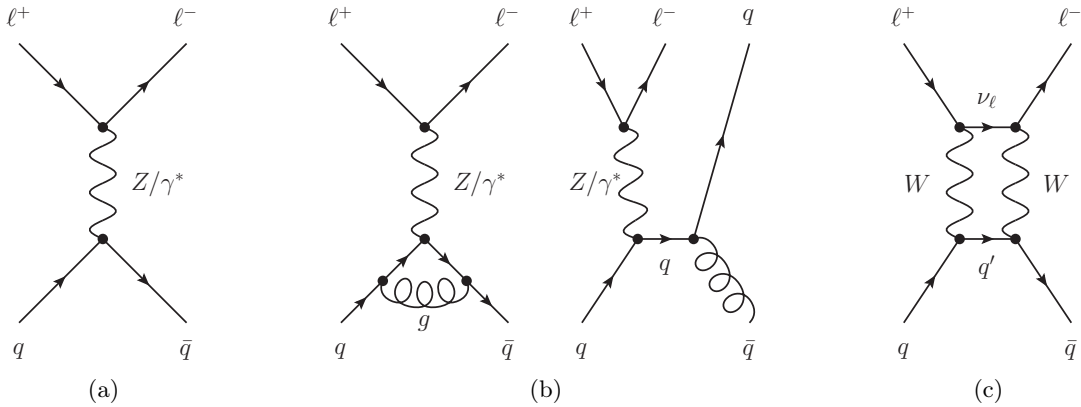 ℓ⁺ ℓ⁻ ℓ⁺ ℓ⁻ ℓ⁺ ℓ⁻ q ℓ⁺ ℓ⁻
ν_ℓ
Z/γ* Z/γ* Z/γ* W W
q q′
g
q q̄ q q̄ q q̄ q q̄
(a) (b) (c)